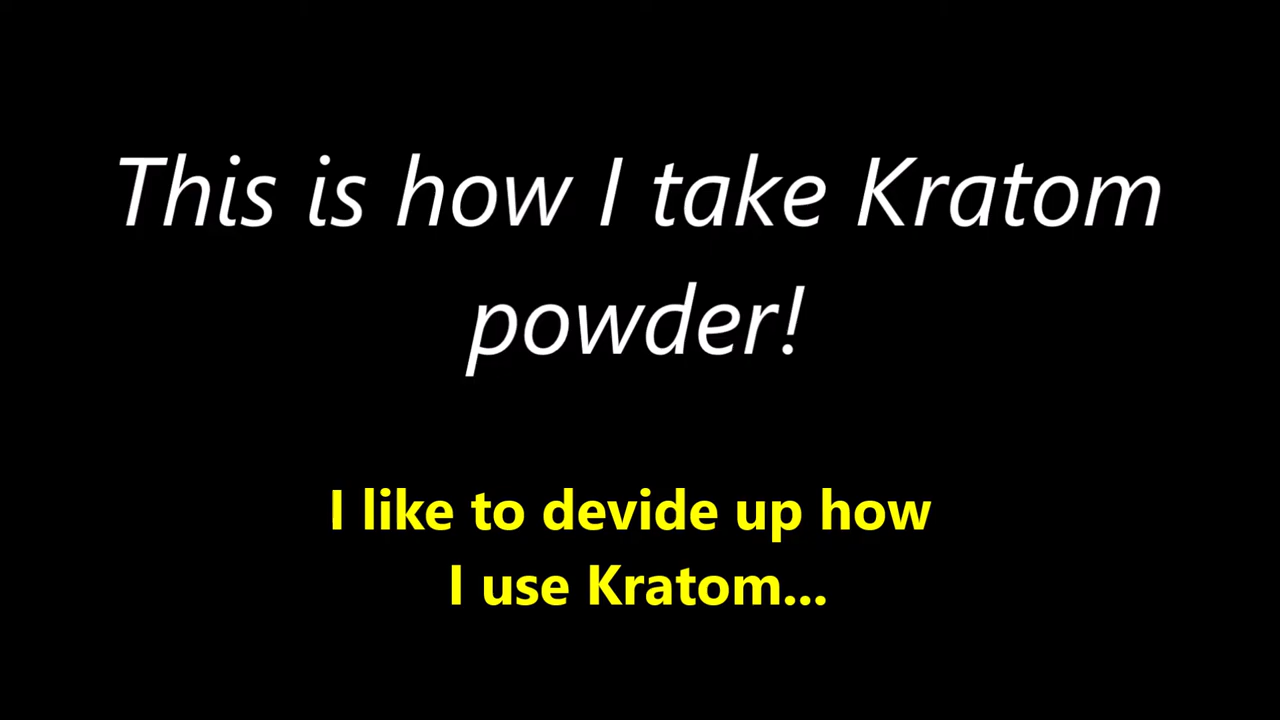 This is how I take Kratom
powder!
I like to devide up how
I use Kratom...